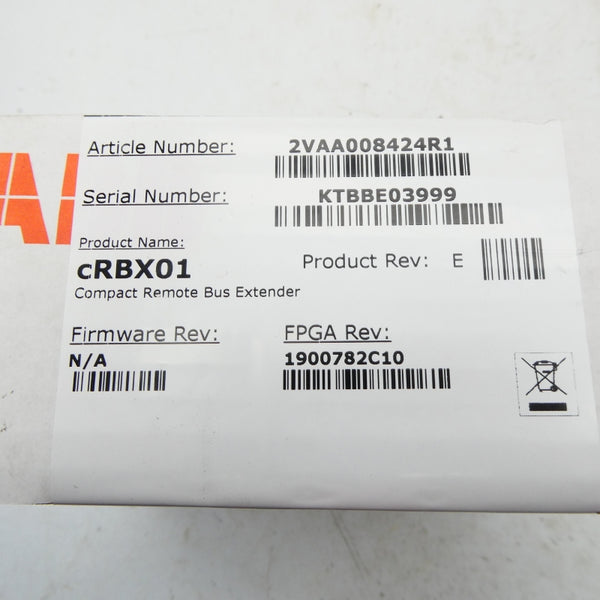 Article Number: 2VAA008424R1
Serial Number: KTBBE03999
Product Name:
cRBX01 Product Rev: E
Compact Remote Bus Extender
Firmware Rev: FPGA Rev:
N/A 1900782C10